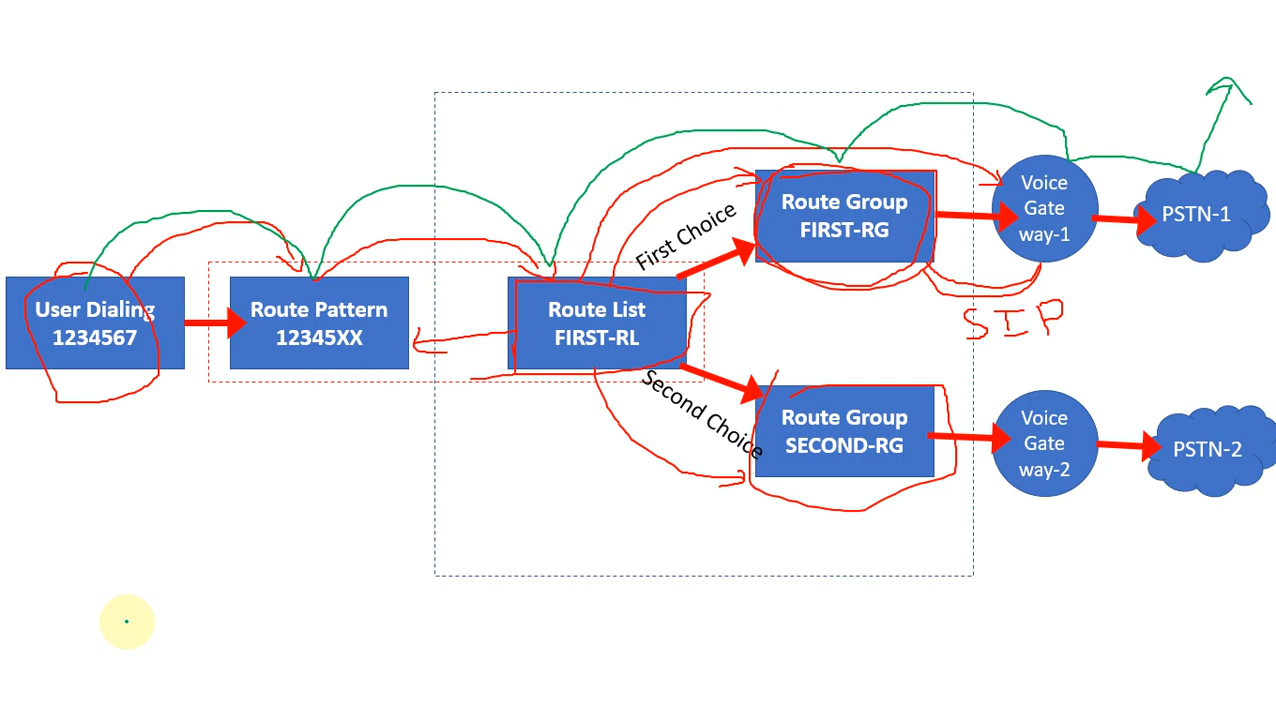 User Dialing
1234567
Route Pattern
12345XX
Route List
FIRST-RL
First Choice
Second Choice
Route Group
FIRST-RG
Voice
Gate
way-1
PSTN-1
SIP
Route Group
SECOND-RG
Voice
Gate
way-2
PSTN-2